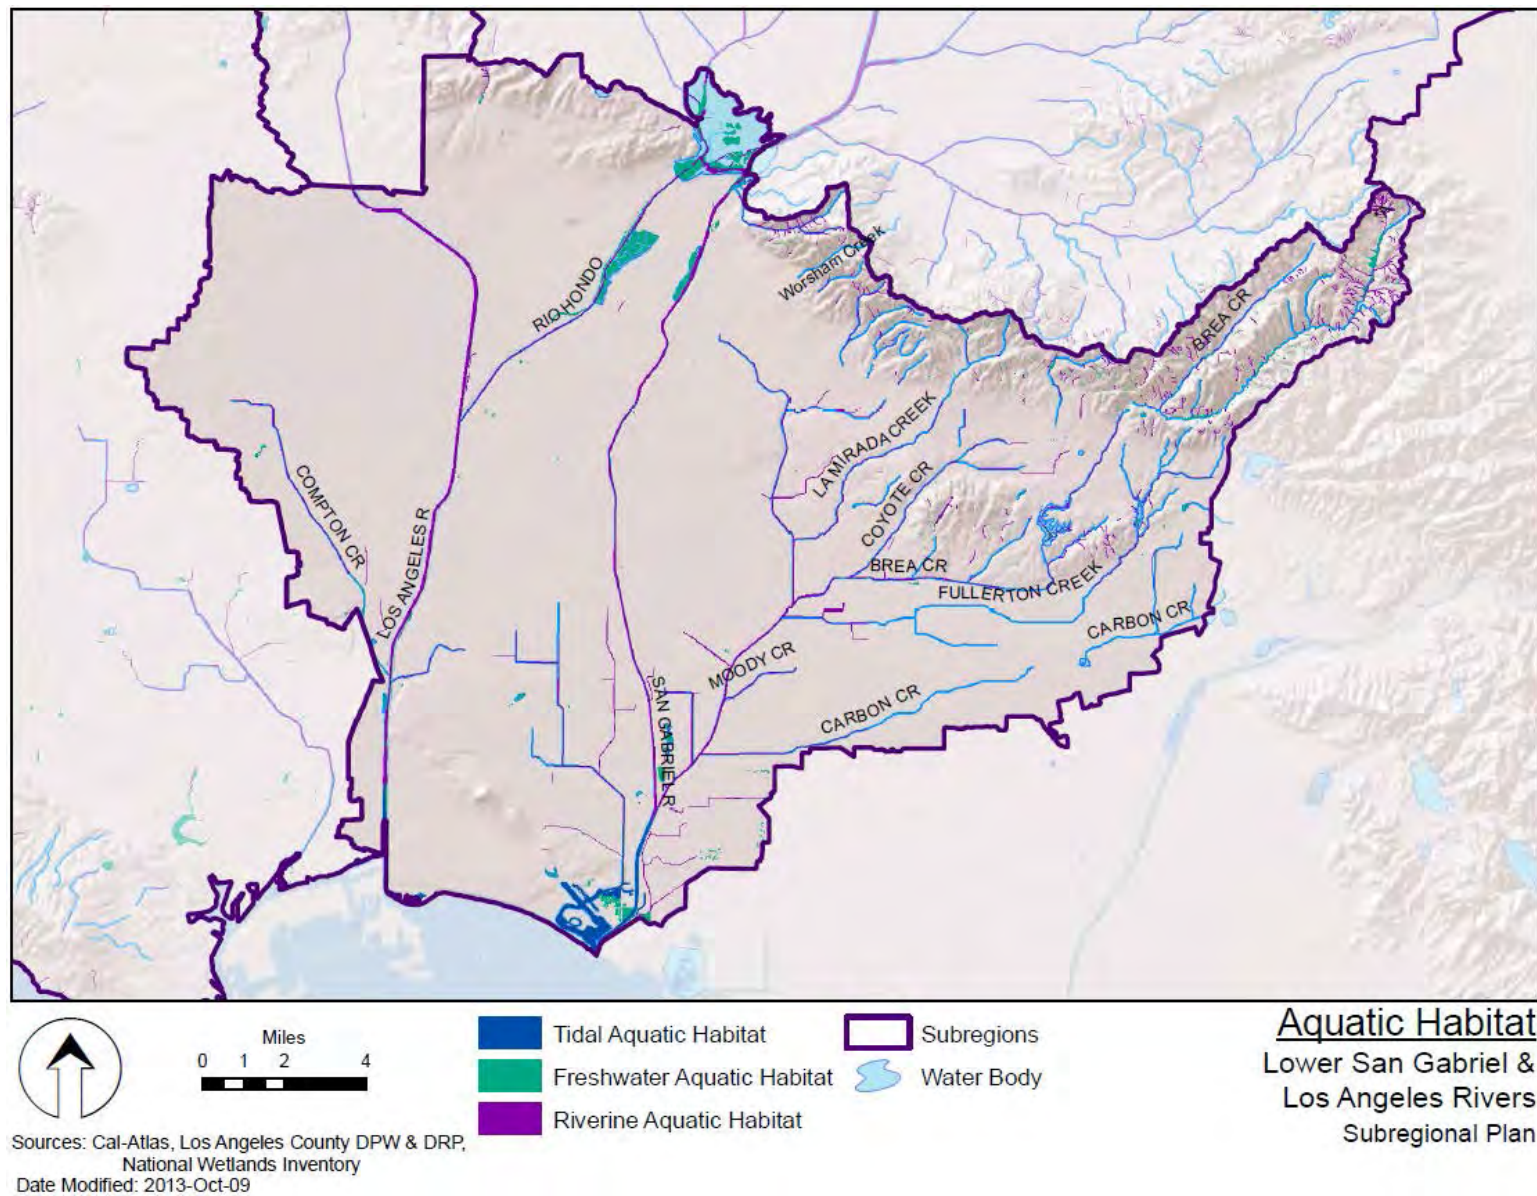 Worsham Creek
RIO HONDO
BREA CR
LA MIRADA CREEK
COMPTON CR
COYOTE CR
LOS ANGELES R
BREA CR
FULLERTON CREEK
CARBON CR
MOODY CR
SAN GABRIEL R
CARBON CR
Miles
0 1 2 4
Tidal Aquatic Habitat
Freshwater Aquatic Habitat
Riverine Aquatic Habitat
Subregions
Water Body
Aquatic Habitat
Lower San Gabriel &
Los Angeles Rivers
Subregional Plan
Sources: Cal-Atlas, Los Angeles County DPW & DRP,
National Wetlands Inventory
Date Modified: 2013-Oct-09